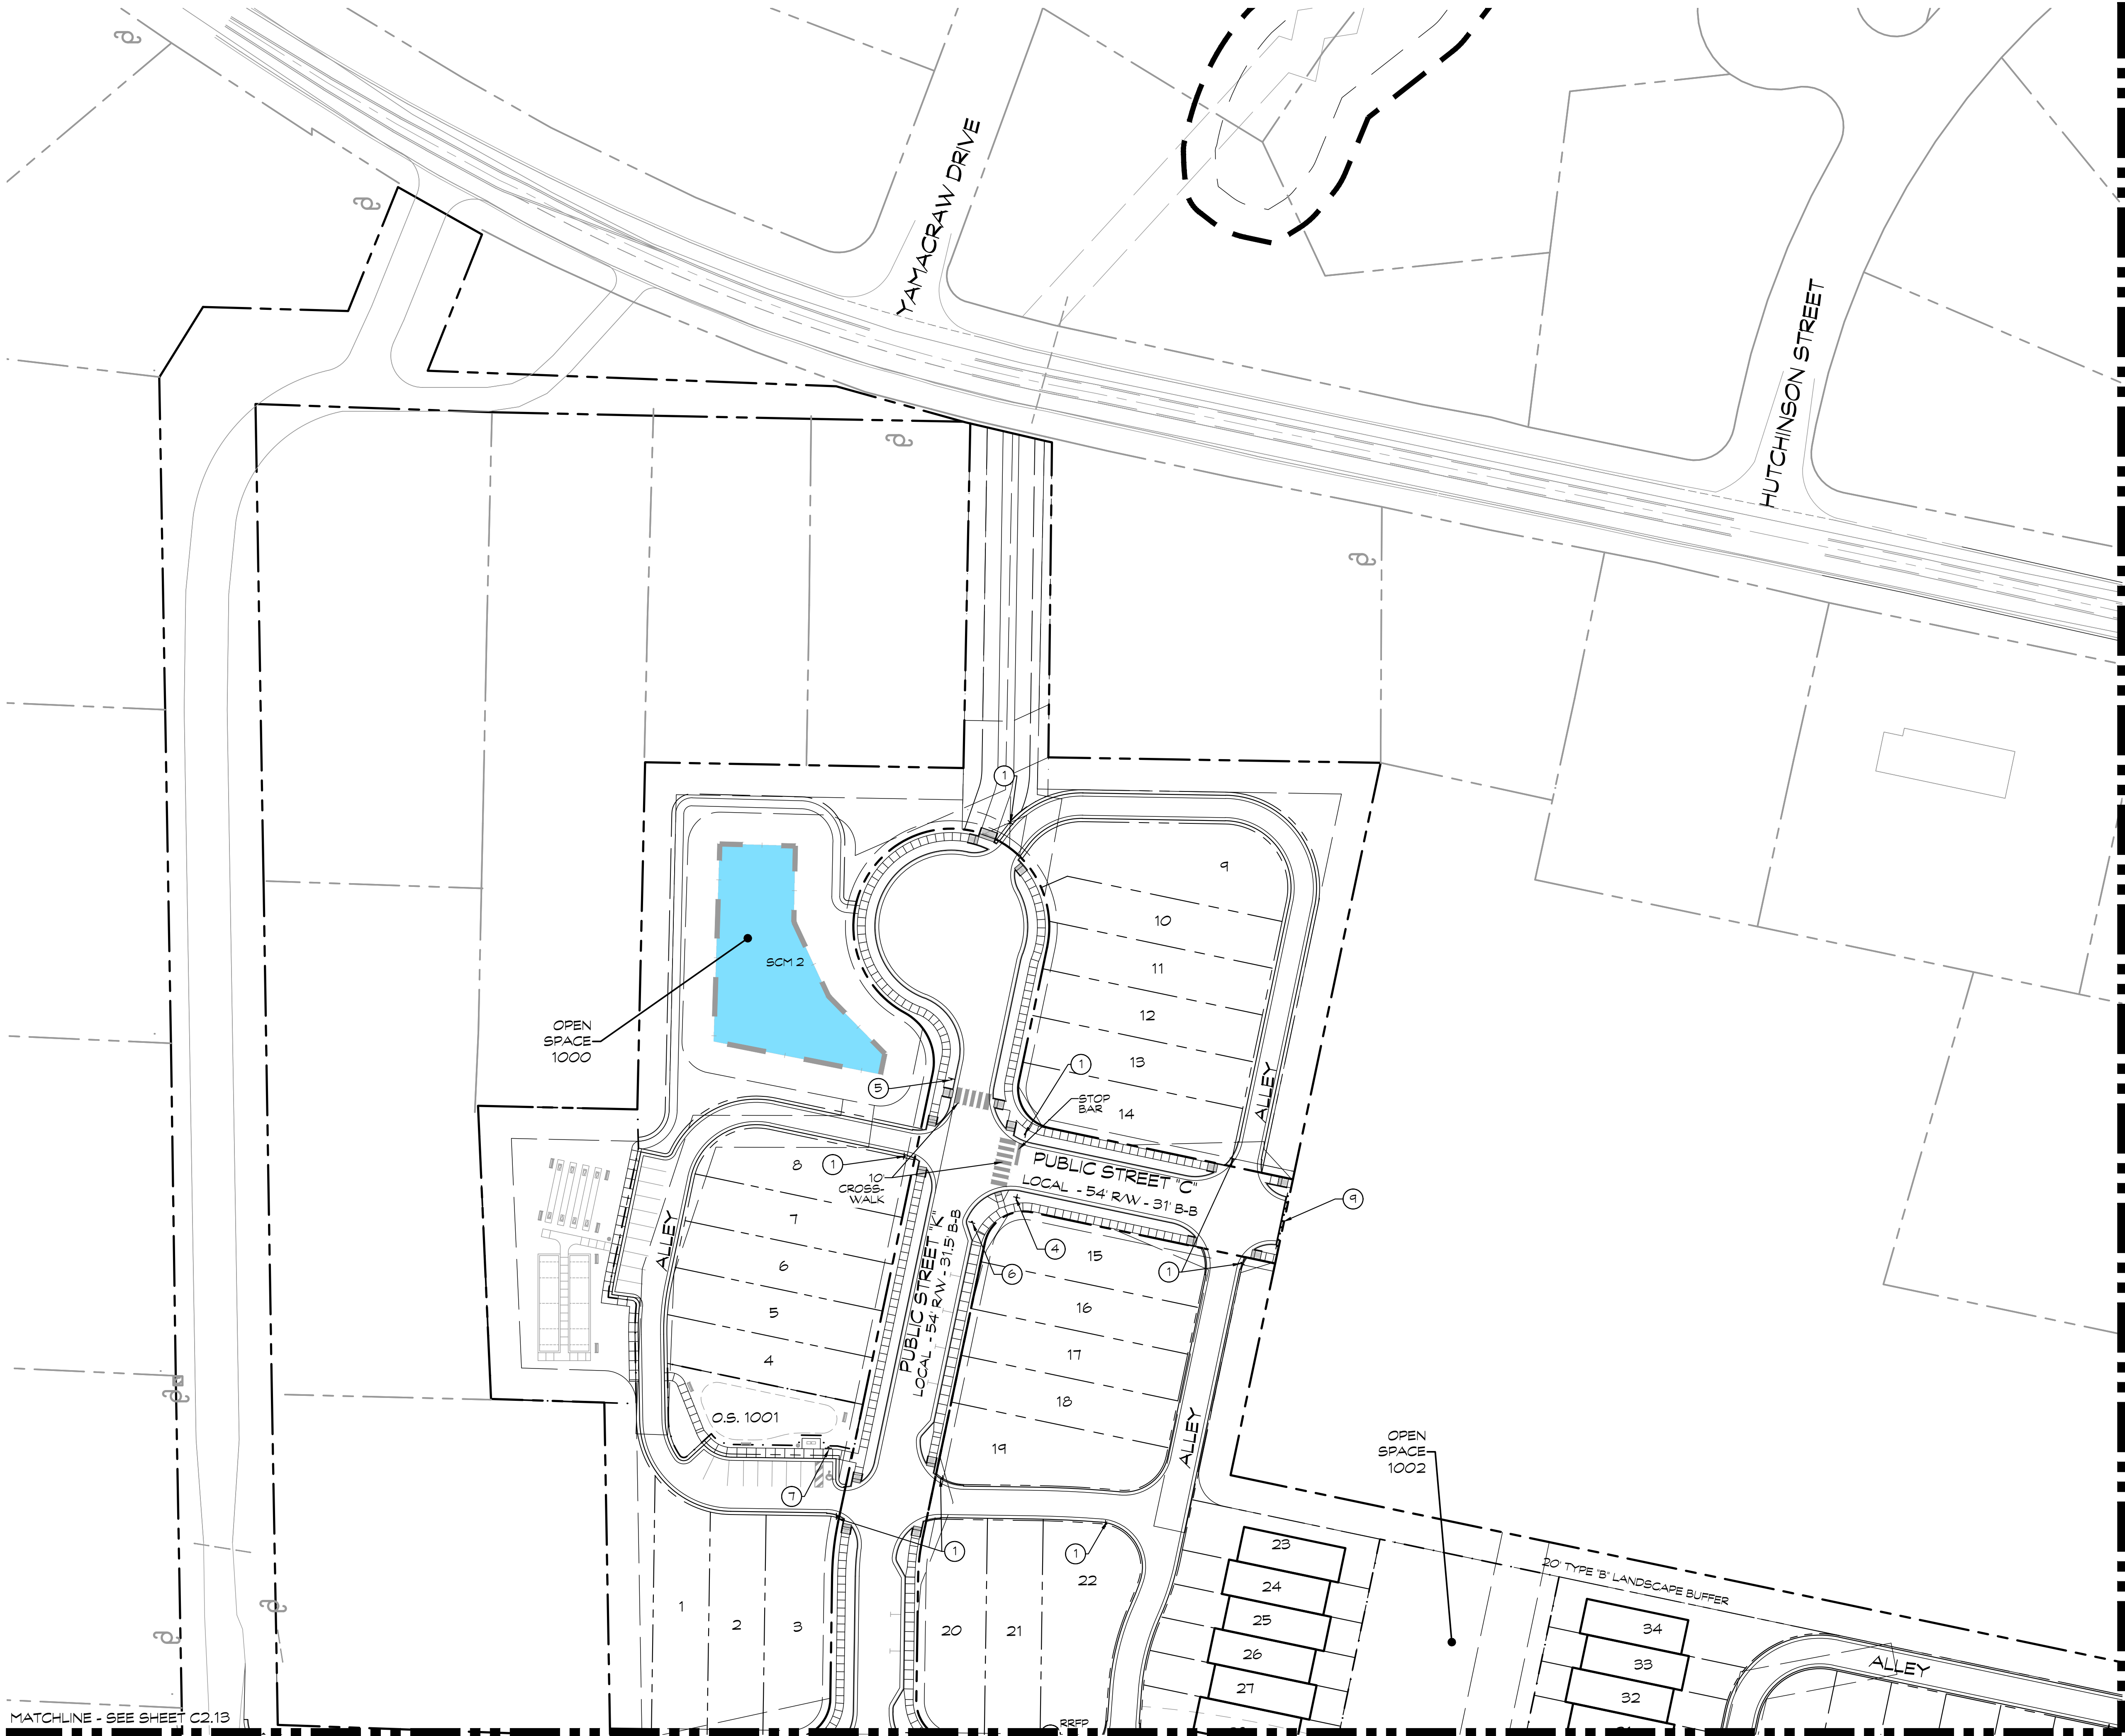 YAMACRAW DRIVE
HUTCHINSON STREET
1
9
10
11
12
13
14
SCM 2
OPEN
SPACE
1000
5
1
STOP
BAR
ALLEY
PUBLIC STREET "C"
LOCAL - 54' R/W - 31' B-B
10'
CROSS-
WALK
1
8
7
6
5
4
ALLEY
PUBLIC STREET "K"
LOCAL - 54' R/W - 31.5' B-B
9
4
6
1
15
16
17
18
19
ALLEY
O.S. 1001
7
1
1
OPEN
SPACE
1002
1
2
3
20
21
22
23
24
25
26
27
20' TYPE "B" LANDSCAPE BUFFER
34
33
32
ALLEY
RRFP
MATCHLINE - SEE SHEET C2.13